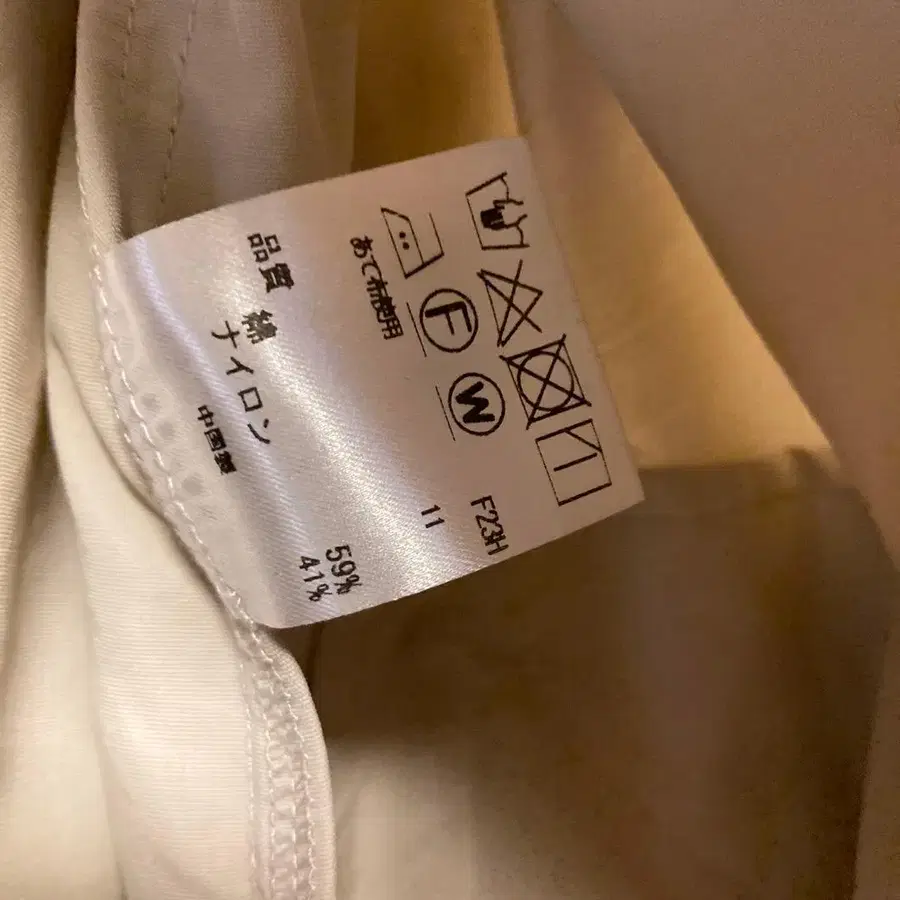 あて布使用
F
W
品質 綿 59%
ナイロン 41%
中国製
F23H
11